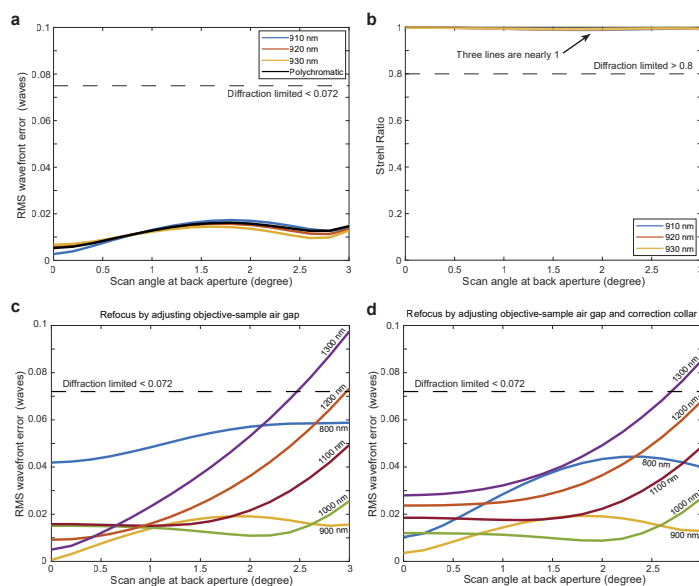 a
RMS wavefront error (waves)
0.1
0.08
0.06
0.04
0.02
0
0
0.5
1
1.5
2
2.5
3
Scan angle at back aperture (degree)
910 nm
920 nm
930 nm
Polychromatic
Diffraction limited < 0.072
b
Strehl Ratio
1
0.8
0.6
0.4
0.2
0
0
0.5
1
1.5
2
2.5
3
Scan angle at back aperture (degree)
Three lines are nearly 1
Diffraction limited > 0.8
910 nm
920 nm
930 nm
c
Refocus by adjusting objective-sample air gap
RMS wavefront error (waves)
0.1
0.08
0.06
0.04
0.02
0
0
0.5
1
1.5
2
2.5
3
Scan angle at back aperture (degree)
Diffraction limited < 0.072
1300 nm
1200 nm
800 nm
1100 nm
1000 nm
900 nm
d
Refocus by adjusting objective-sample air gap and correction collar
RMS wavefront error (waves)
0.1
0.08
0.06
0.04
0.02
0
0
0.5
1
1.5
2
2.5
3
Scan angle at back aperture (degree)
Diffraction limited < 0.072
1300 nm
1200 nm
800 nm
1100 nm
1000 nm
900 nm